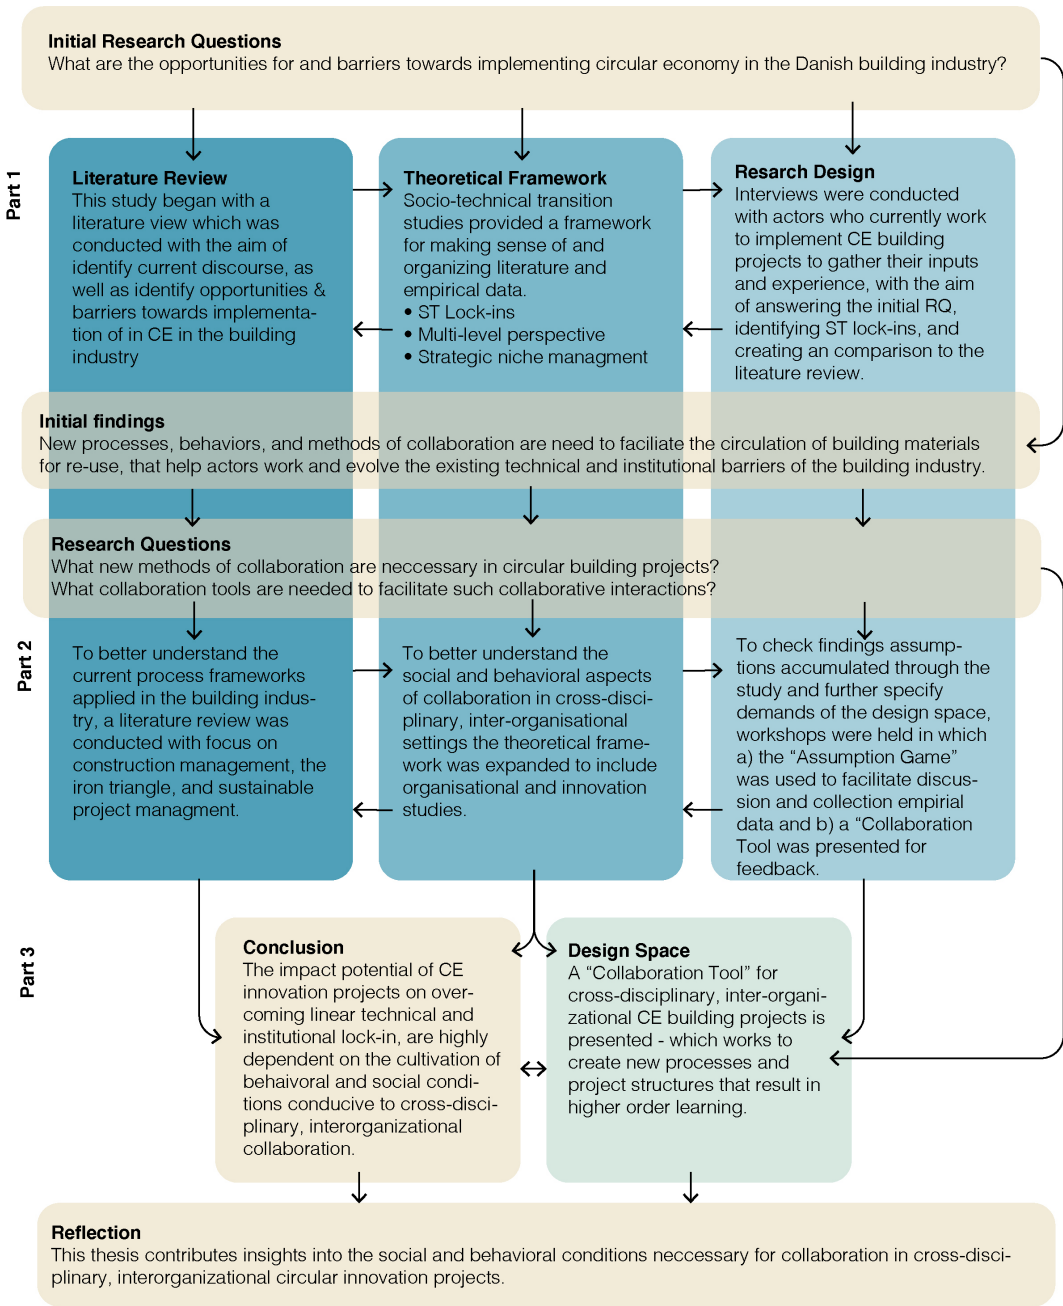 Initial Research Questions
What are the opportunities for and barriers towards implementing circular economy in the Danish building industry?
Part 1
Literature Review
This study began with a
literature view which was
conducted with the aim of
identify current discourse, as
well as identify opportunities &
barriers towards implementa-
tion of in CE in the building
industry
Theoretical Framework
Socio-technical transition
studies provided a framework
for making sense of and
organizing literature and
empirical data.
• ST Lock-ins
• Multi-level perspective
• Strategic niche managment
Resarch Design
Interviews were conducted
with actors who currently work
to implement CE building
projects to gather their inputs
and experience, with the aim
of answering the initial RQ,
identifying ST lock-ins, and
creating an comparison to the
liteature review.
Initial findings
New processes, behaviors, and methods of collaboration are need to faciliate the circulation of building materials
for re-use, that help actors work and evolve the existing technical and institutional barriers of the building industry.
Research Questions
What new methods of collaboration are neccessary in circular building projects?
What collaboration tools are needed to facilitate such collaborative interactions?
Part 2
To better understand the
current process frameworks
applied in the building indus-
try, a literature review was
conducted with focus on
construction management, the
iron triangle, and sustainable
project managment.
To better understand the
social and behavioral aspects
of collaboration in cross-disci-
plinary, inter-organisational
settings the theoretical frame-
work was expanded to include
organisational and innovation
studies.
To check findings assump-
tions accumulated through the
study and further specify
demands of the design space,
workshops were held in which
a) the “Assumption Game”
was used to facilitate discus-
sion and collection empirial
data and b) a “Collaboration
Tool was presented for
feedback.
Part 3
Conclusion
The impact potential of CE
innovation projects on over-
coming linear technical and
institutional lock-in, are highly
dependent on the cultivation of
behaivoral and social condi-
tions conducive to cross-disci-
plinary, interorganizational
collaboration.
Design Space
A “Collaboration Tool” for
cross-disciplinary, inter-organi-
zational CE building projects is
presented - which works to
create new processes and
project structures that result in
higher order learning.
Reflection
This thesis contributes insights into the social and behavioral conditions neccessary for collaboration in cross-disci-
plinary, interorganizational circular innovation projects.